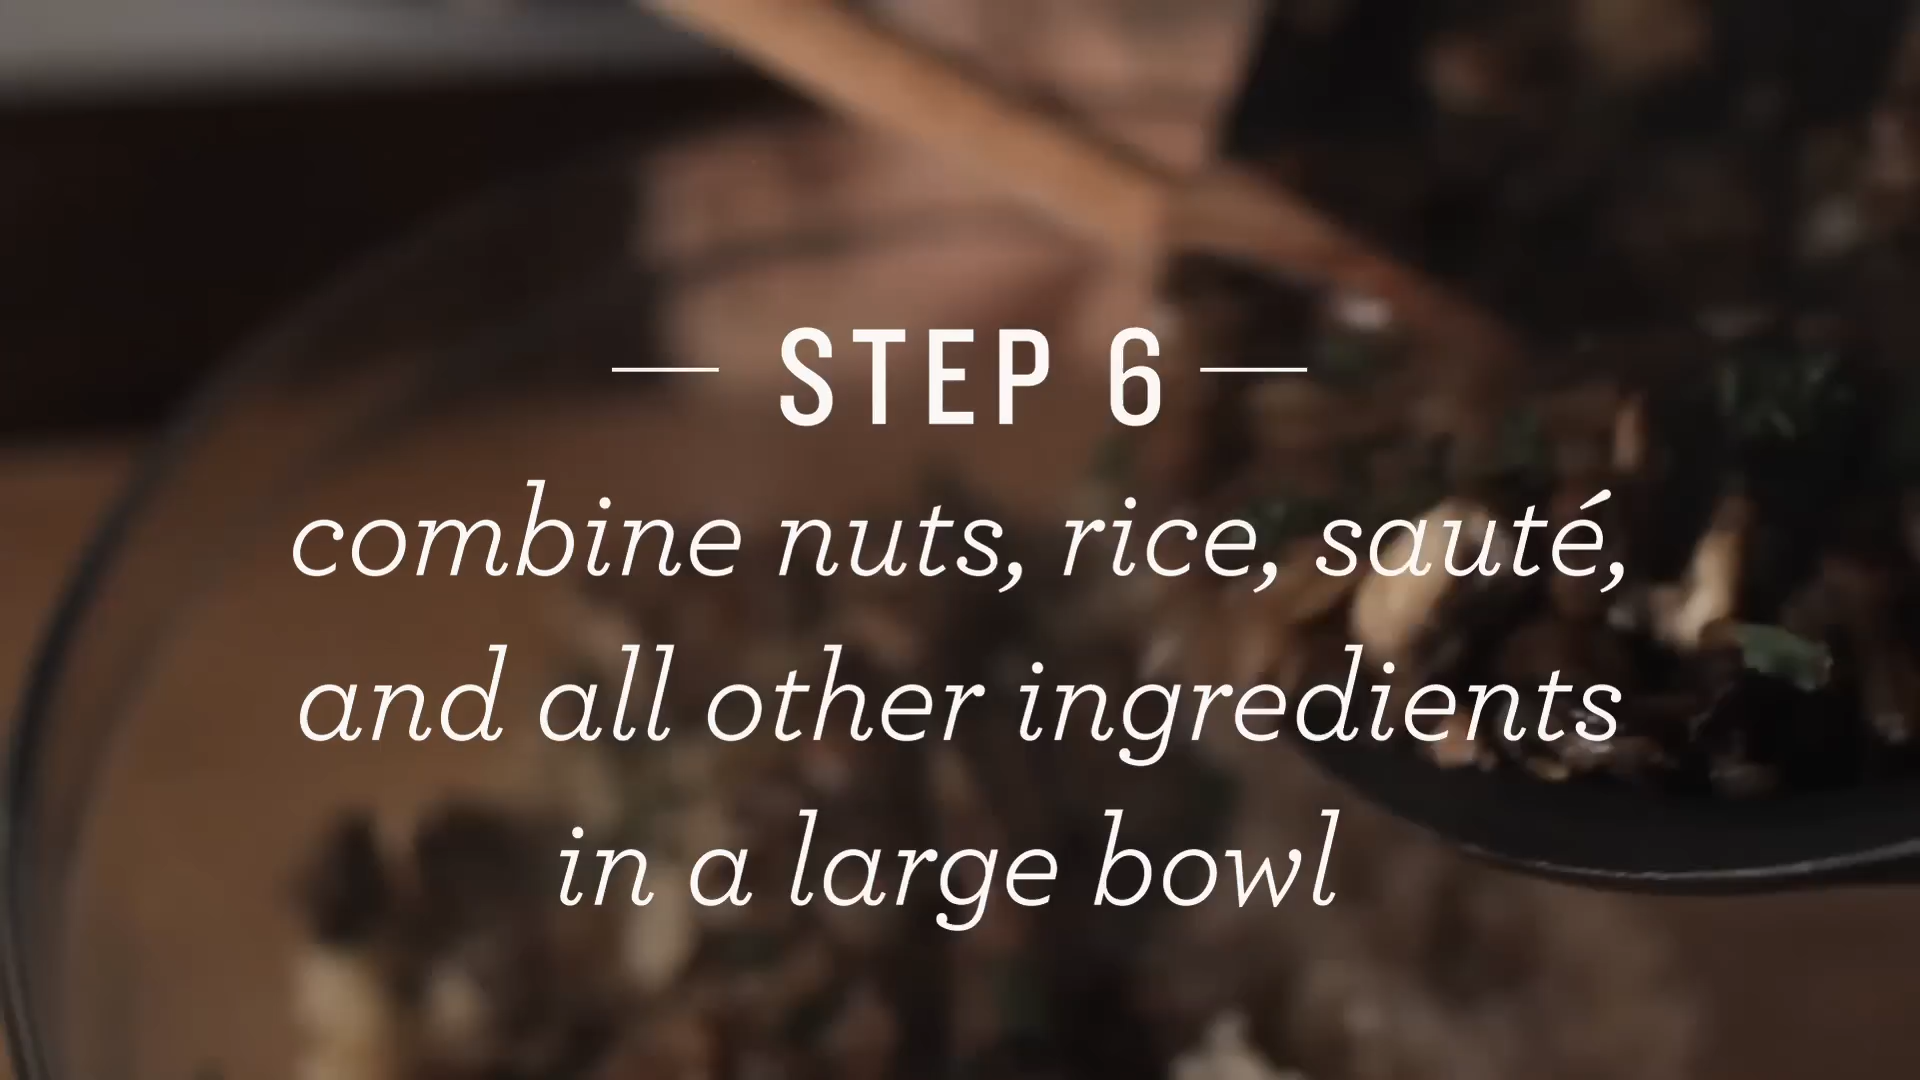 STEP 6
combine nuts, rice, sauté,
and all other ingredients
in a large bowl